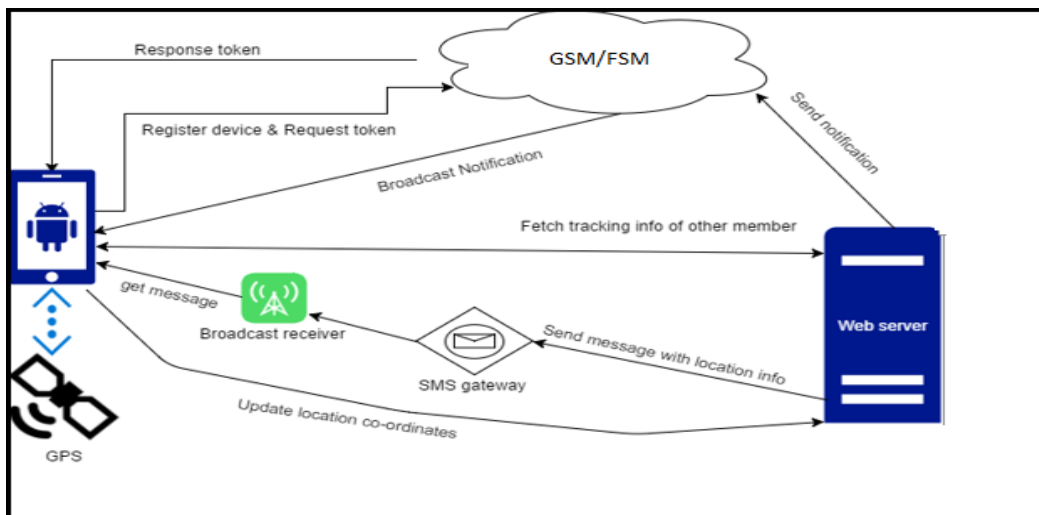 Response token
GSM/FSM
Send notification
Register device & Request token
Broadcast Notification
Fetch tracking info of other member
get message
Broadcast receiver
Web server
Send message with location info
SMS gateway
Update location co-ordinates
GPS